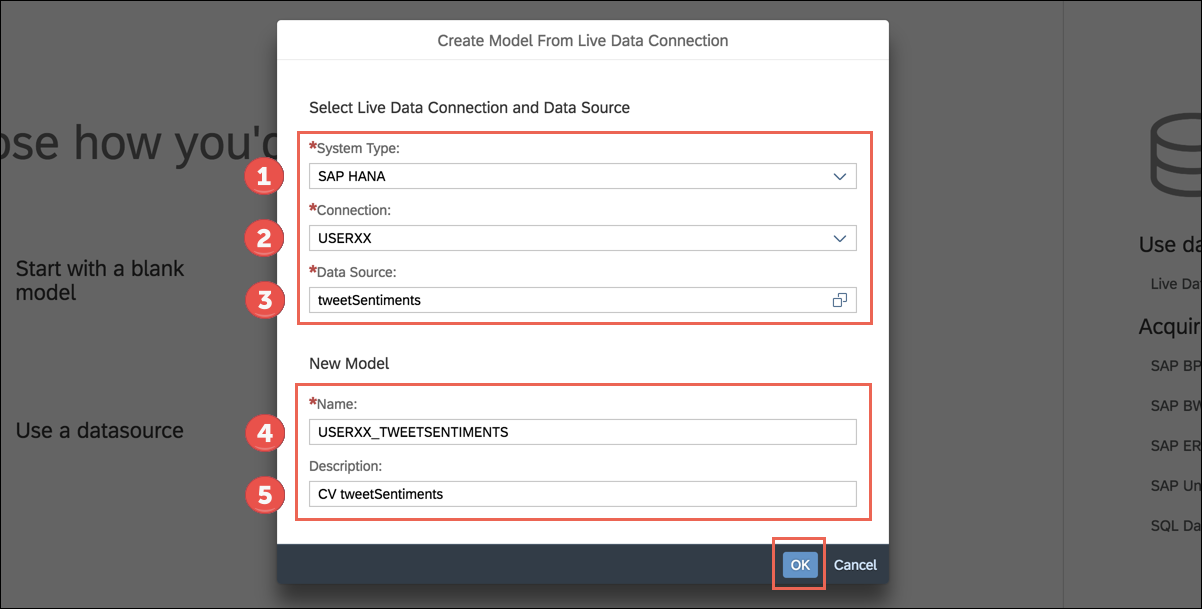 Create Model From Live Data Connection
Select Live Data Connection and Data Source
*System Type:
1
SAP HANA
*Connection:
2
USERXX
*Data Source:
3
tweetSentiments
New Model
*Name:
4
USERXX_TWEETSENTIMENTS
Description:
5
CV tweetSentiments
OK
Cancel
ose how you'd
Start with a blank
model
Use a datasource
Use da
Live Da
Acquir
SAP BP
SAP BW
SAP ER
SAP Un
SQL Da